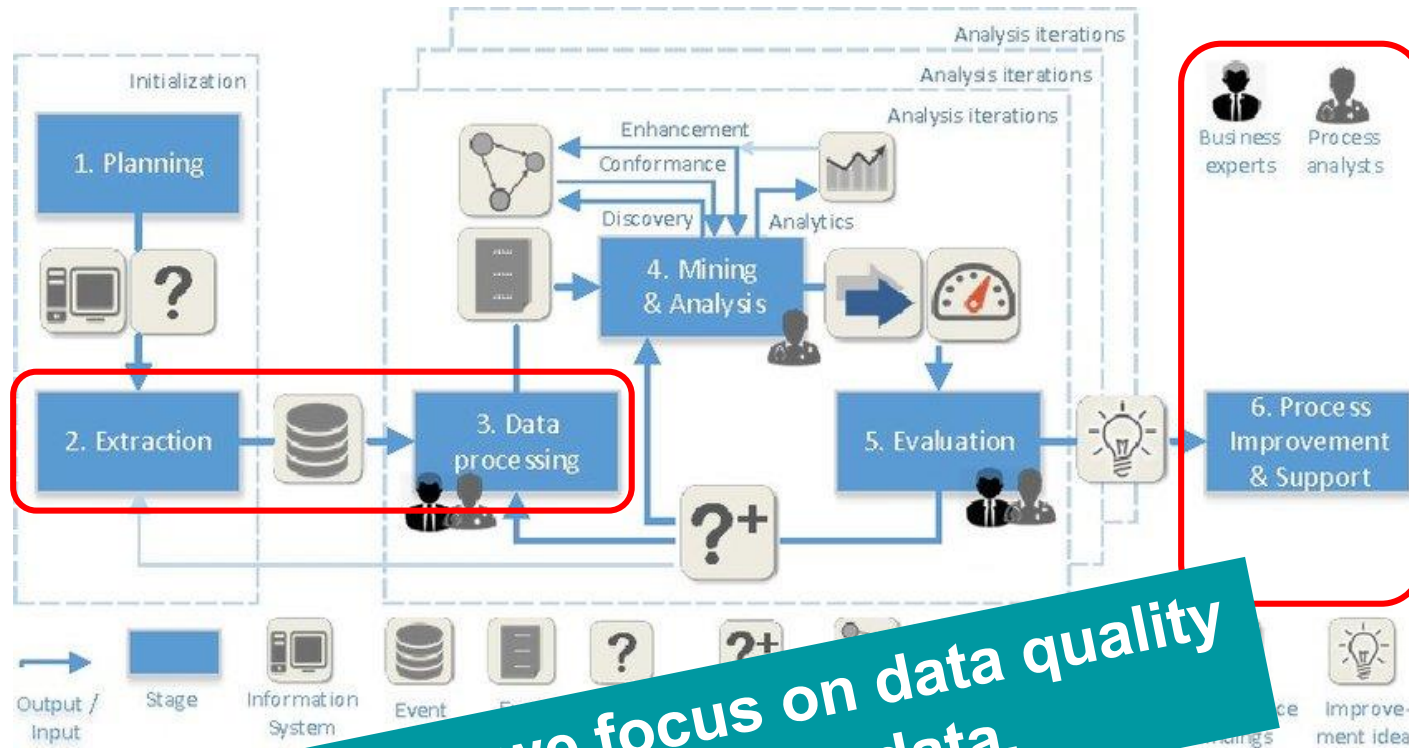 Analysis iterations
Analysis iterations
Analysis iterations
Initialization
Business
experts
Process
analysts
1. Planning
Enhancement
Conformance
Discovery
Analytics
?
4. Mining
& Analysis
2. Extraction
3. Data
processing
5. Evaluation
6. Process
Improvement
& Support
?+
Output /
Input
Stage
Information
System
Event
?
?+
focus on data quality
data.
ce
Improve-
ment idea